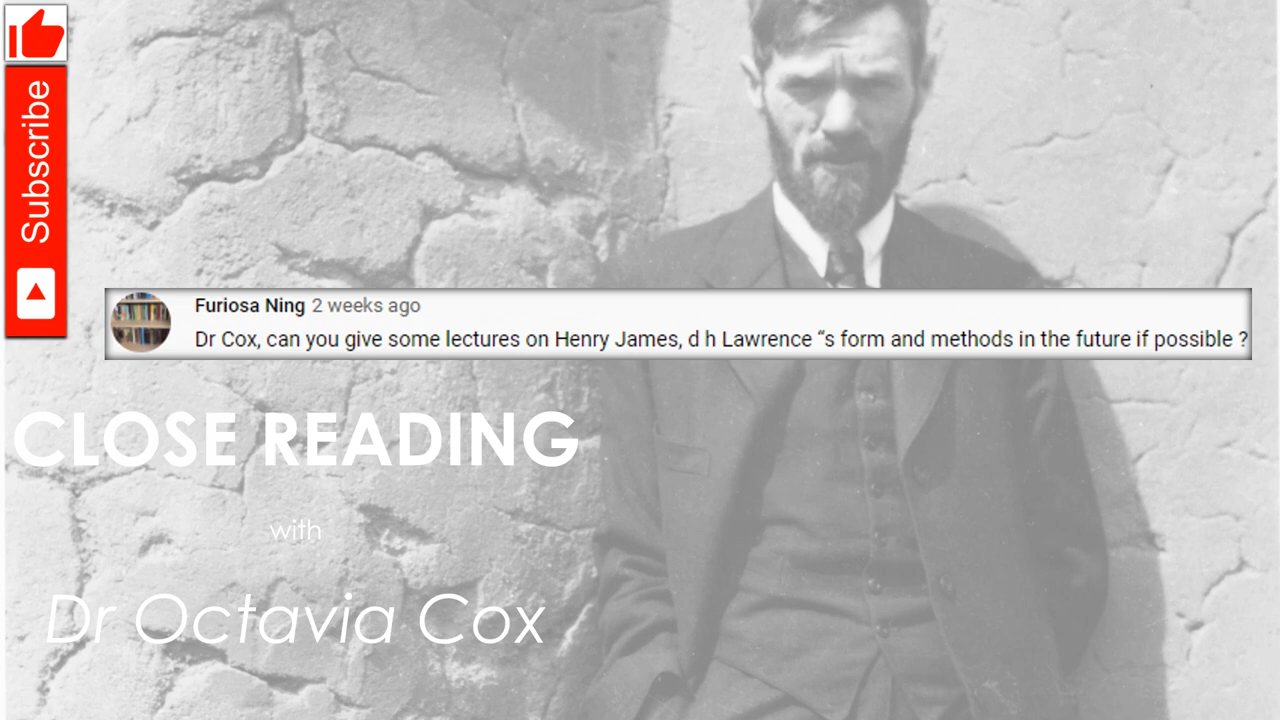 Subscribe
Furiosa Ning 2 weeks ago
Dr Cox, can you give some lectures on Henry James, d h Lawrence “s form and methods in the future if possible ?
CLOSE READING
with
Dr Octavia Cox